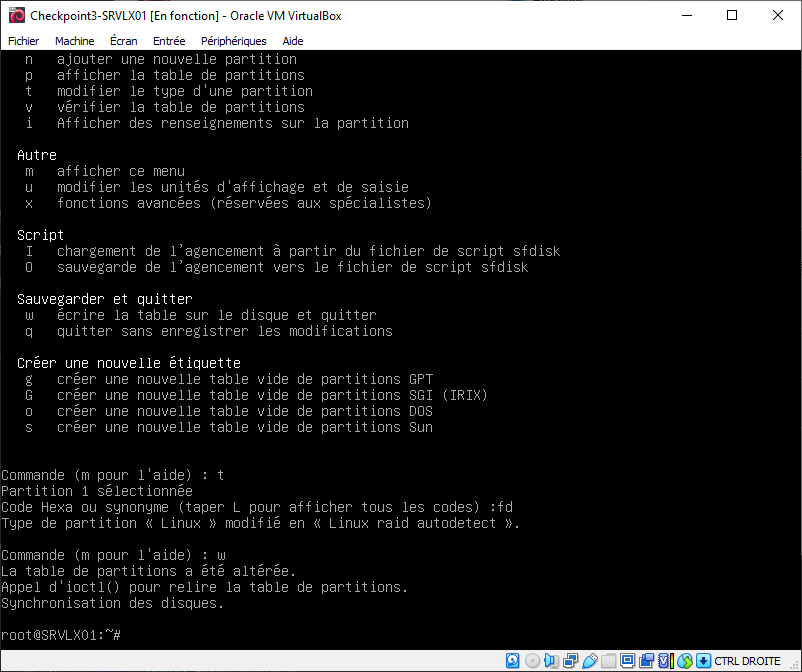 Checkpoint3-SRVLX01 [En fonction] - Oracle VM VirtualBox
Fichier Machine Écran Entrée Périphériques Aide
n ajouter une nouvelle partition
p afficher la table de partitions
t modifier le type d'une partition
v vérifier la table de partitions
i Afficher des renseignements sur la partition
Autre
m afficher ce menu
u modifier les unités d'affichage et de saisie
x fonctions avancées (réservées aux spécialistes)
Script
I chargement de l’agencement à partir du fichier de script sfdisk
O sauvegarde de l’agencement vers le fichier de script sfdisk
Sauvegarder et quitter
w écrire la table sur le disque et quitter
q quitter sans enregistrer les modifications
Créer une nouvelle étiquette
g créer une nouvelle table vide de partitions GPT
G créer une nouvelle table vide de partitions SGI (IRIX)
o créer une nouvelle table vide de partitions DOS
s créer une nouvelle table vide de partitions Sun
Commande (m pour l'aide) : t
Partition 1 sélectionnée
Code Hexa ou synonyme (taper L pour afficher tous les codes) :fd
Type de partition « Linux » modifié en « Linux raid autodetect ».
Commande (m pour l'aide) : w
La table de partitions a été altérée.
Appel d'ioctl() pour relire la table de partitions.
Synchronisation des disques.
root@SRVLX01:~#
CTRL DROITE